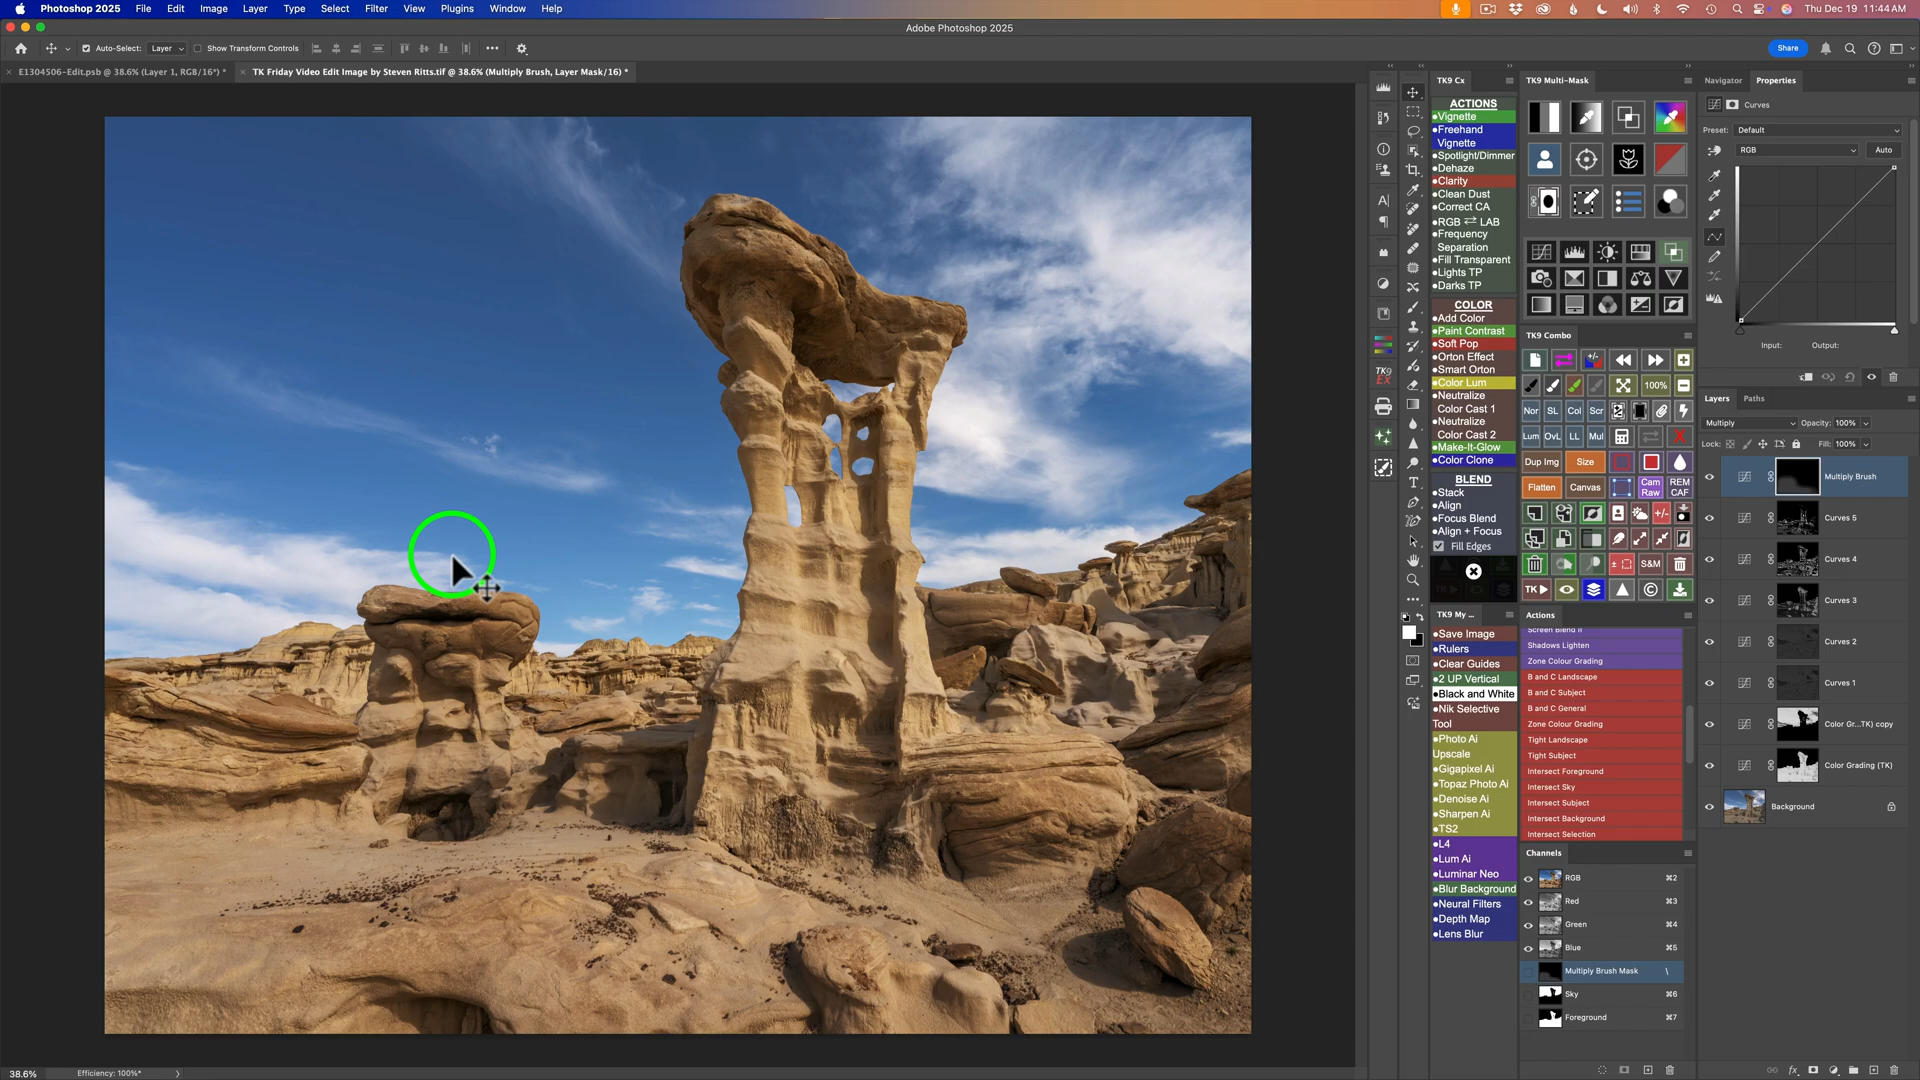 Photoshop 2025 File Edit Image Layer Type Select Filter View Plugins Window Help
Thu Dec 19 11:44 AM
Adobe Photoshop 2025
Auto-Select: Layer Show Transform Controls
Share
E1304506-Edit.psb @ 38.6% (Layer 1, RGB/16*) *
TK Friday Video Edit Image by Steven Ritts.tif @ 38.6% (Multiply Brush, Layer Mask/16) *
TK9 Cx
ACTIONS
Vignette
Freehand
Vignette
Spotlight/Dimmer
Dehaze
Clarity
Clean Dust
Correct CA
RGB ⇄ LAB
Frequency
Separation
Fill Transparent
Lights TP
Darks TP
COLOR
Add Color
Paint Contrast
Soft Pop
Orton Effect
Smart Orton
Color Lum
Neutralize
Color Cast 1
Neutralize
Color Cast 2
Make-It-Glow
Color Clone
BLEND
Stack
Align
Focus Blend
Align + Focus
Fill Edges
TK9 My ...
Save Image
Rulers
Clear Guides
2 UP Vertical
Black and White
Nik Selective
Tool
Photo Ai
Upscale
Gigapixel Ai
Topaz Photo Ai
Denoise Ai
Sharpen Ai
TS2
L4
Lum Ai
Luminar Neo
Blur Background
Neural Filters
Depth Map
Lens Blur
TK9 EX
TK9 Multi-Mask
TK9 Combo
100%
Nor SL Col Scr
Lum OvL LL Mul
Dup Img Size
Flatten Canvas Cam Raw REM CAF
+/-
S&M
TK
Actions
Screen Blend II
Shadows Lighten
Zone Colour Grading
B and C Landscape
B and C Subject
B and C General
Zone Colour Grading
Tight Landscape
Tight Subject
Intersect Foreground
Intersect Sky
Intersect Subject
Intersect Background
Intersect Selection
Channels
RGB ⌘2
Red ⌘3
Green ⌘4
Blue ⌘5
Multiply Brush Mask \
Sky ⌘6
Foreground ⌘7
Navigator Properties
Curves
Preset: Default
RGB Auto
Input: Output:
Layers Paths
Multiply Opacity: 100%
Lock: Fill: 100%
Multiply Brush
Curves 5
Curves 4
Curves 3
Curves 2
Curves 1
Color Gr...TK) copy
Color Grading (TK)
Background
38.6% Efficiency: 100%*